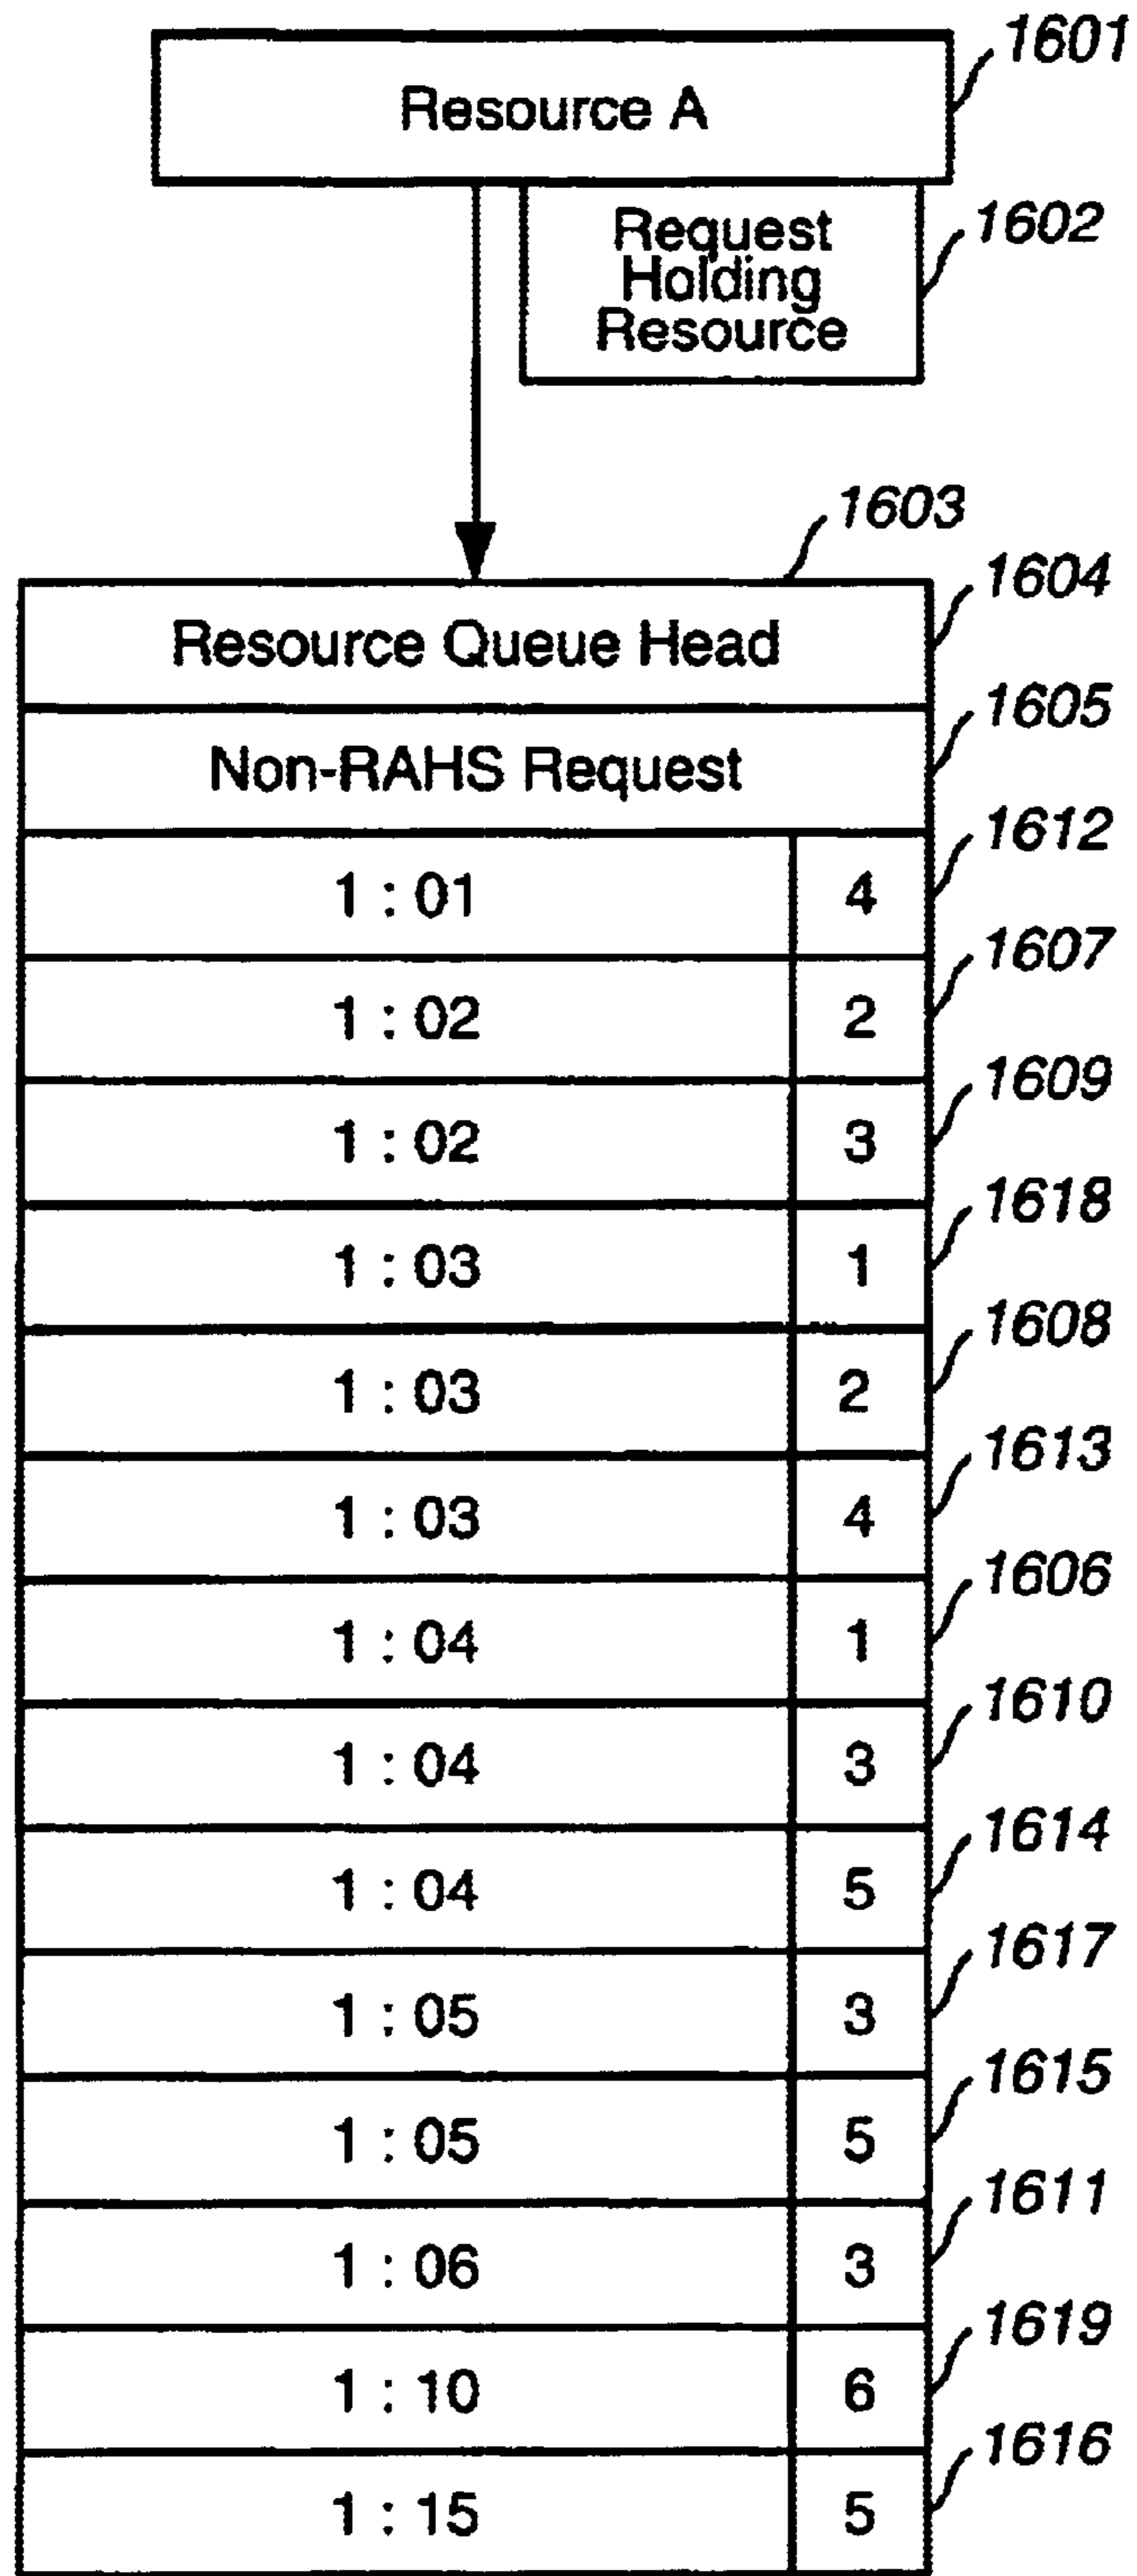 1601
Resource A
1602
Request
Holding
Resource
1603
1604
Resource Queue Head
1605
Non-RAHS Request
1612
1 : 01 4
1607
1 : 02 2
1609
1 : 02 3
1618
1 : 03 1
1608
1 : 03 2
1613
1 : 03 4
1606
1 : 04 1
1610
1 : 04 3
1614
1 : 04 5
1617
1 : 05 3
1615
1 : 05 5
1611
1 : 06 3
1619
1 : 10 6
1616
1 : 15 5